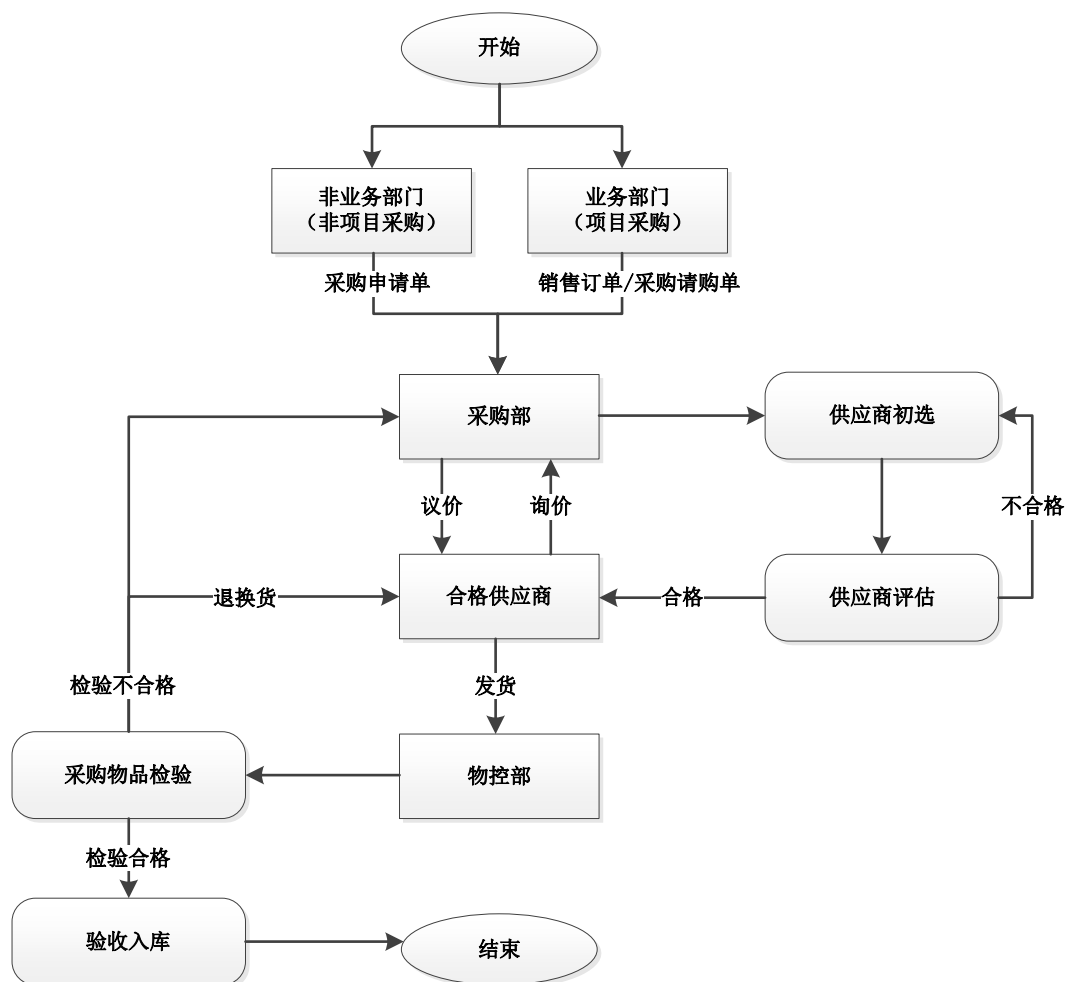 开始
非业务部门
（非项目采购）
业务部门
（项目采购）
采购申请单
销售订单/采购请购单
采购部
供应商初选
议价
询价
不合格
退换货
合格供应商
合格
供应商评估
检验不合格
发货
采购物品检验
物控部
检验合格
验收入库
结束